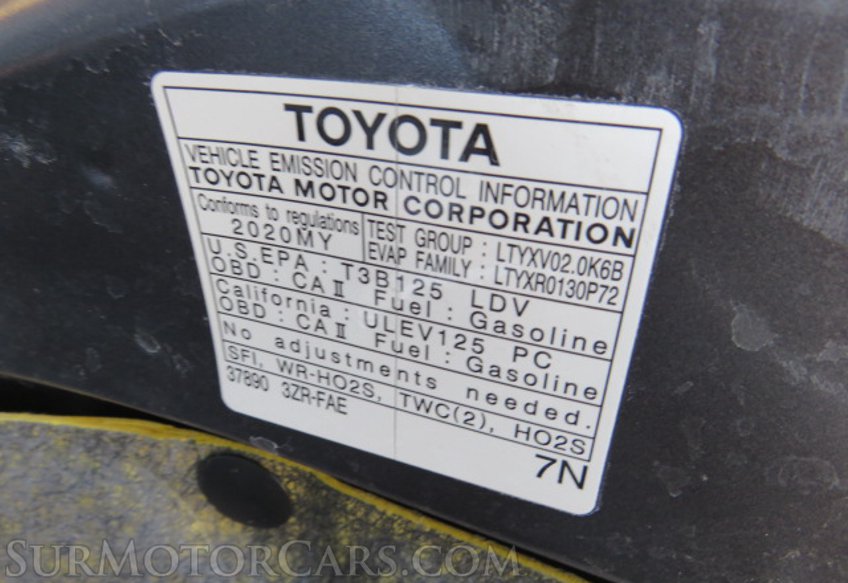 TOYOTA
VEHICLE EMISSION CONTROL INFORMATION
TOYOTA MOTOR CORPORATION
Conforms to regulations
2020MY
TEST GROUP : LTYXV02.0K6B
EVAP FAMILY : LTYXR0130P72
U.S.EPA : T3B125 LDV
OBD : CA II Fuel : Gasoline
California : ULEV125 PC
OBD : CA II Fuel : Gasoline
No adjustments needed.
SFI, WR-HO2S, TWC(2), HO2S
37890 3ZR-FAE
7N
SurMotorCars.com